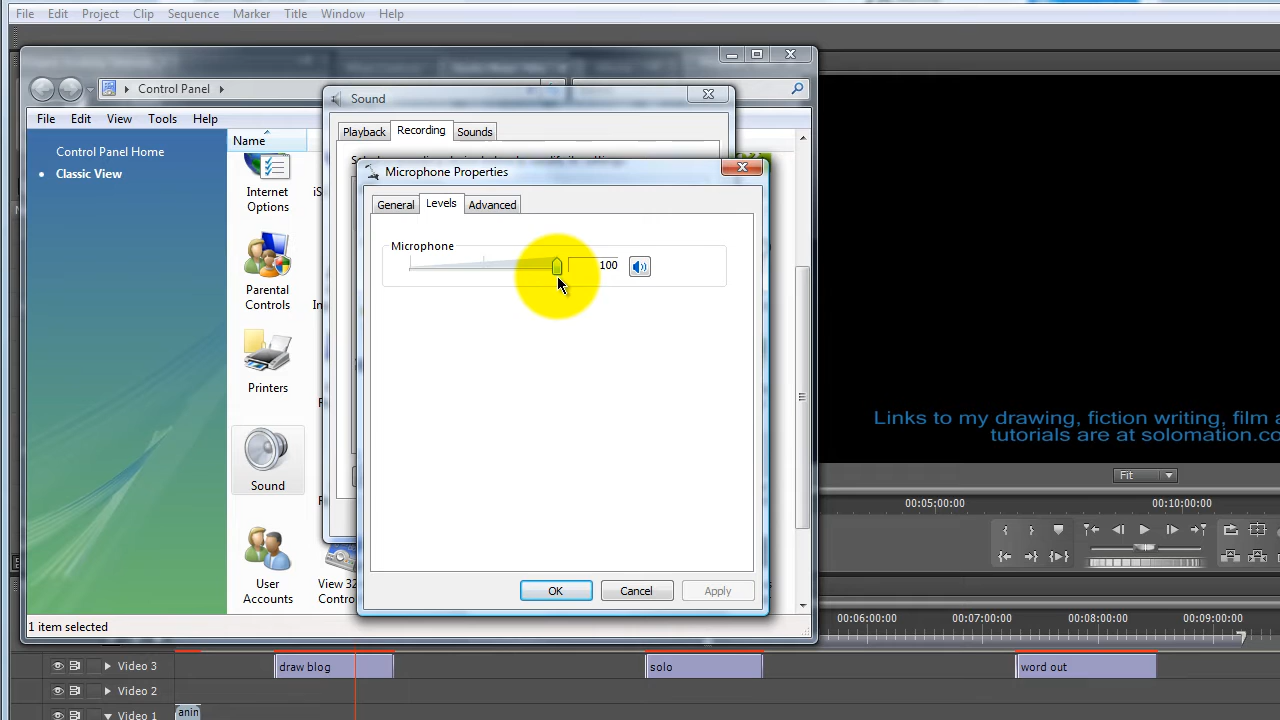 File Edit Project Clip Sequence Marker Title Window Help
Control Panel
File Edit View Tools Help
Control Panel Home
Classic View
Name
Internet Options
Parental Controls
Printers
Sound
User Accounts
View 32
1 item selected
Sound
Playback Recording Sounds
Microphone Properties
General Levels Advanced
Microphone
100
OK Cancel Apply
Links to my drawing, fiction writing, film
tutorials are at solomation.co
Fit
00:05:00:00 00:10:00:00
00:06:00:00 00:07:00:00 00:08:00:00 00:09:00:00
Video 3 draw blog solo word out
Video 2
Video 1 anin